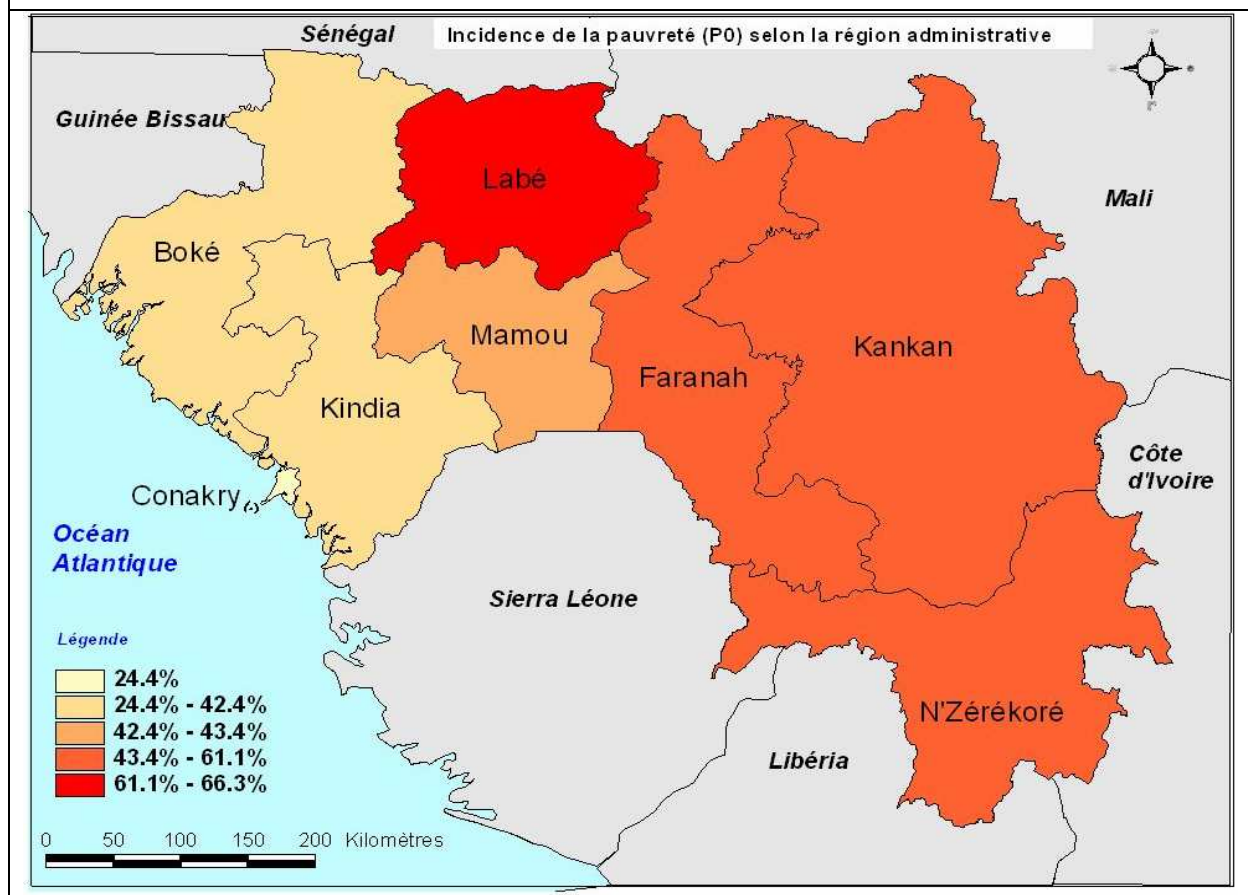 Sénégal
Incidence de la pauvreté (P0) selon la région administrative
Guinée Bissau
Labé
Mali
Boké
Mamou
Kankan
Faranah
Kindia
Côte
d'Ivoire
Conakry
Océan
Atlantique
Sierra Léone
Légende
24.4%
24.4% - 42.4%
42.4% - 43.4%
43.4% - 61.1%
61.1% - 66.3%
N'Zérékoré
Libéria
0 50 100 150 200 Kilomètres